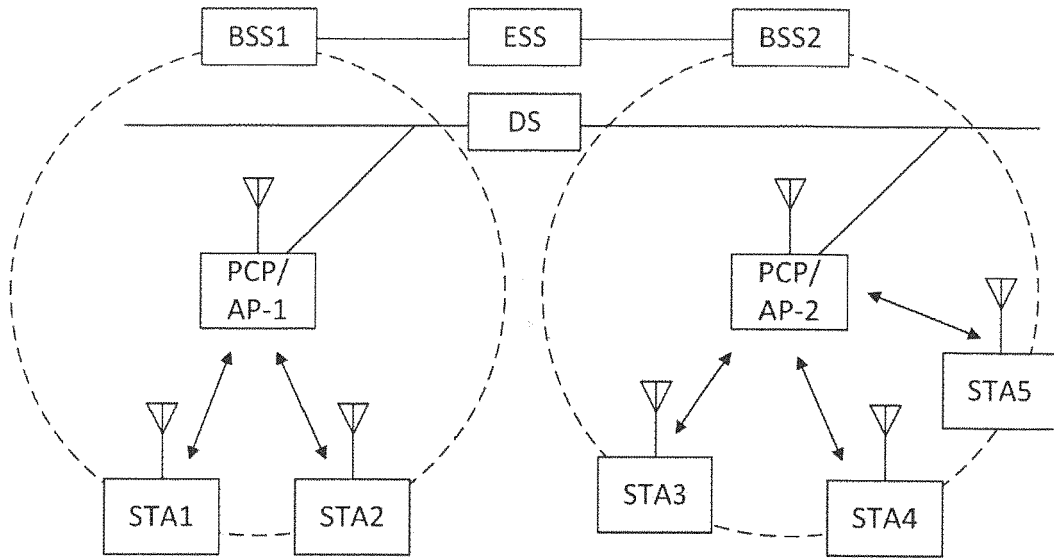 BSS1
ESS
BSS2
DS
PCP/
AP-1
PCP/
AP-2
STA1
STA2
STA3
STA4
STA5